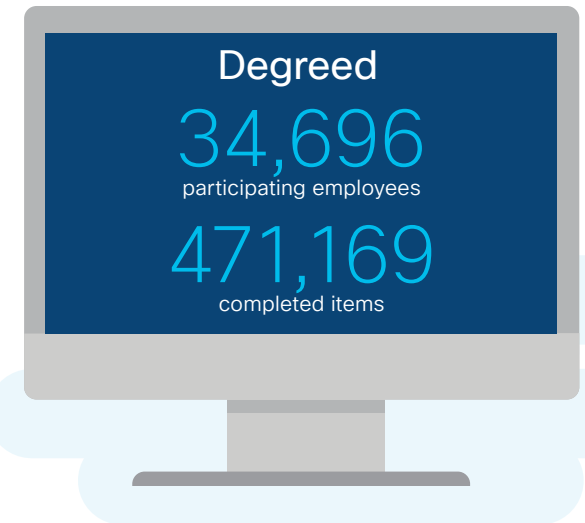 Degreed
34,696
participating employees
471,169
completed items